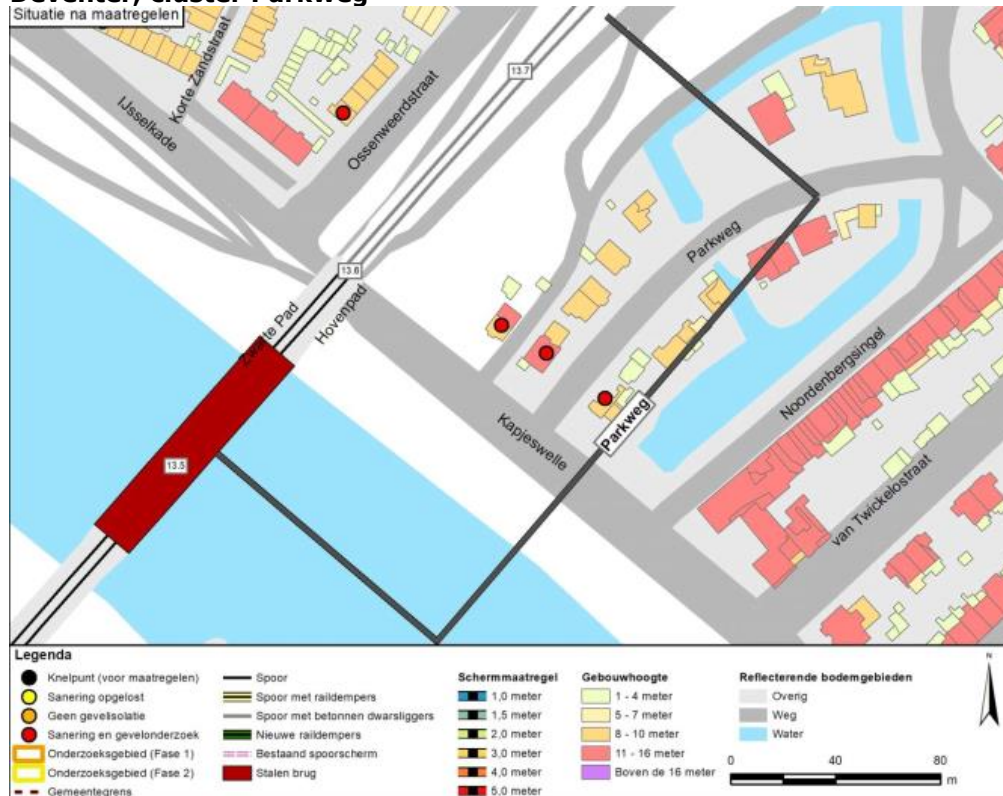 Deventer, cluster Parkweg
Situatie na maatregelen
Korte Zandstraat
IJsselkade
Ossenweerdstraat
13.7
13.6
Zwarte Pad
Hovenpad
13.5
Parkweg
Parkweg
Kapjeswelle
Noordenbergsingel
van Twickelostraat
Legenda
Knelpunt (voor maatregelen)
Sanering opgelost
Geen gevelisolatie
Sanering en gevelonderzoek
Onderzoeksgebied (Fase 1)
Onderzoeksgebied (Fase 2)
Gemeentegrens
Spoor
Spoor met raildempers
Spoor met betonnen dwarsliggers
Nieuwe raildempers
Bestaand spoorscherm
Stalen brug
Schermmaatregel
1,0 meter
1,5 meter
2,0 meter
3,0 meter
4,0 meter
5,0 meter
Gebouwhoogte
1 - 4 meter
5 - 7 meter
8 - 10 meter
11 - 16 meter
Boven de 16 meter
Reflecterende bodemgebieden
Overig
Weg
Water
N
0 40 80
m